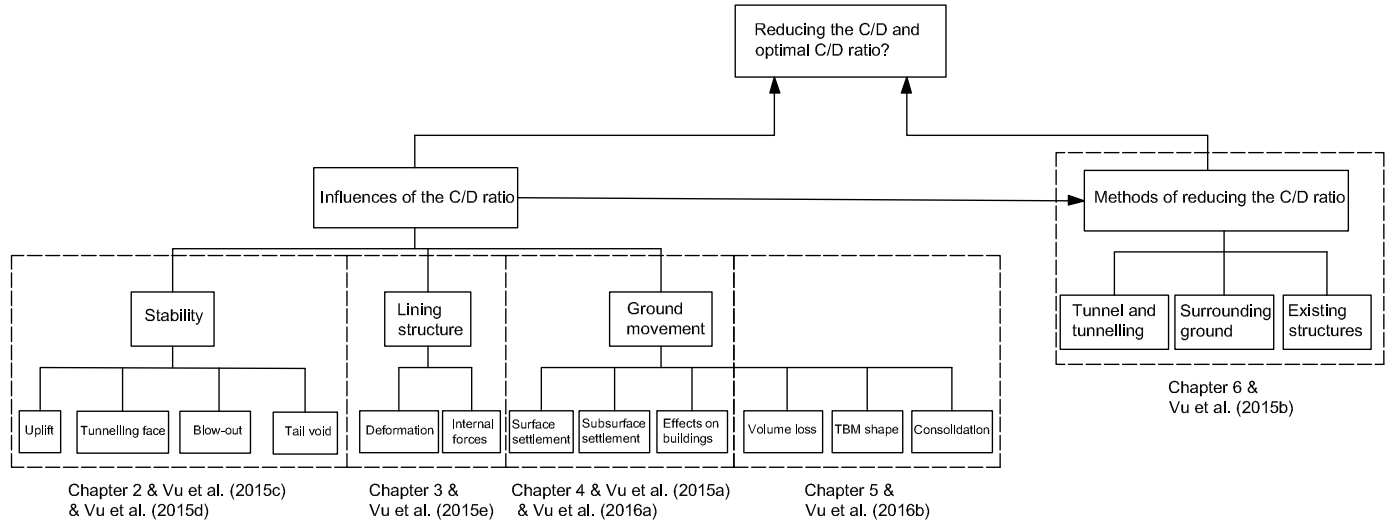 Reducing the C/D and
optimal C/D ratio?
Influences of the C/D ratio
Methods of reducing the C/D ratio
Stability
Lining
structure
Ground
movement
Tunnel and
tunnelling
Surrounding
ground
Existing
structures
Uplift
Tunnelling face
Blow-out
Tail void
Deformation
Internal
forces
Surface
settlement
Subsurface
settlement
Effects on
buildings
Volume loss
TBM shape
Consolidation
Chapter 6 &
Vu et al. (2015b)
Chapter 2 & Vu et al. (2015c)
& Vu et al. (2015d)
Chapter 3 &
Vu et al. (2015e)
Chapter 4 & Vu et al. (2015a)
& Vu et al. (2016a)
Chapter 5 &
Vu et al. (2016b)